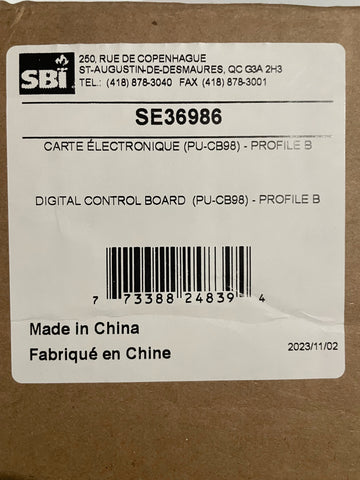 SBI
250, RUE DE COPENHAGUE
ST-AUGUSTIN-DE-DESMAURES, QC G3A 2H3
TEL.: (418) 878-3040 FAX (418) 878-3001
SE36986
CARTE ÉLECTRONIQUE (PU-CB98) - PROFILE B
DIGITAL CONTROL BOARD (PU-CB98) - PROFILE B
7 73388 24839 4
Made in China
Fabriqué en Chine
2023/11/02